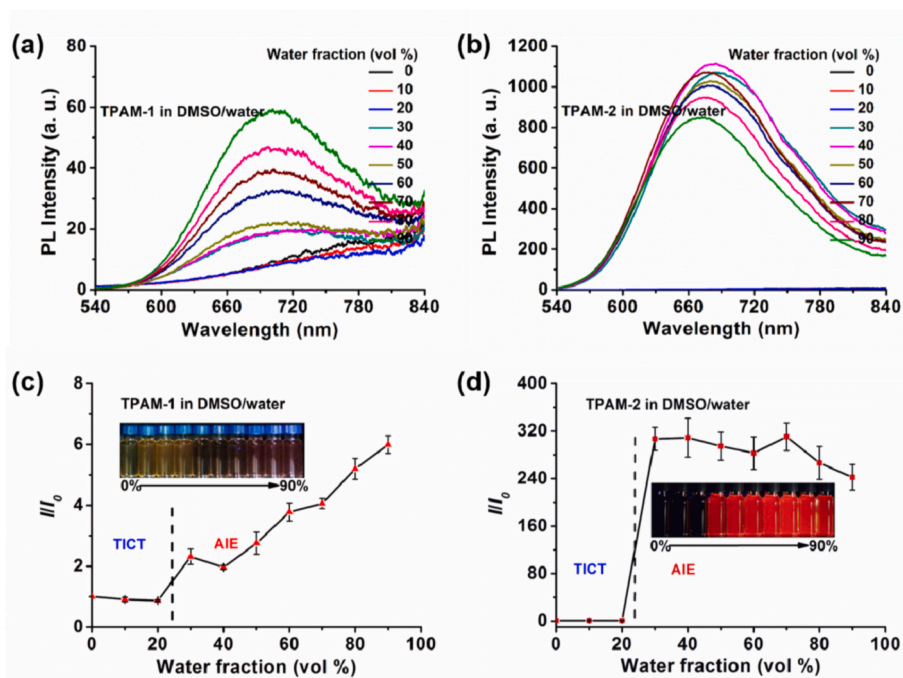 (a)
80
60
40
20
0
PL Intensity (a. u.)
Water fraction (vol %)
0
10
20
30
40
50
60
70
80
90
TPAM-1 in DMSO/water
540 600 660 720 780 840
Wavelength (nm)
(b)
1200
1000
800
600
400
200
0
PL Intensity (a. u.)
Water fraction (vol %)
0
10
20
30
40
50
60
70
80
90
TPAM-2 in DMSO/water
540 600 660 720 780 840
Wavelength (nm)
(c)
8
6
4
2
0
I/I0
TPAM-1 in DMSO/water
0% 90%
TICT
AIE
0 20 40 60 80 100
Water fraction (vol %)
(d)
400
320
240
160
80
0
I/I0
TPAM-2 in DMSO/water
0% 90%
TICT
AIE
0 20 40 60 80 100
Water fraction (vol %)